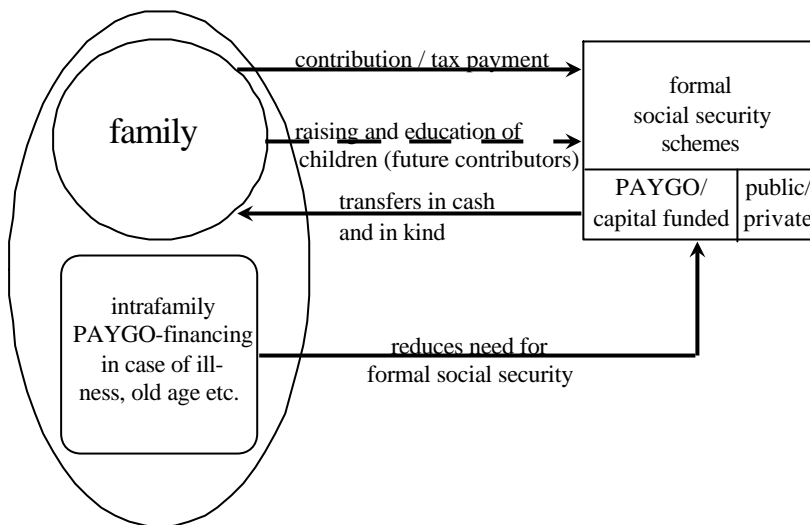 contribution / tax payment
family
raising and education of
children (future contributors)
transfers in cash
and in kind
formal
social security
schemes
PAYGO/
capital funded
public/
private
intrafamily
PAYGO-financing
in case of ill-
ness, old age etc.
reduces need for
formal social security